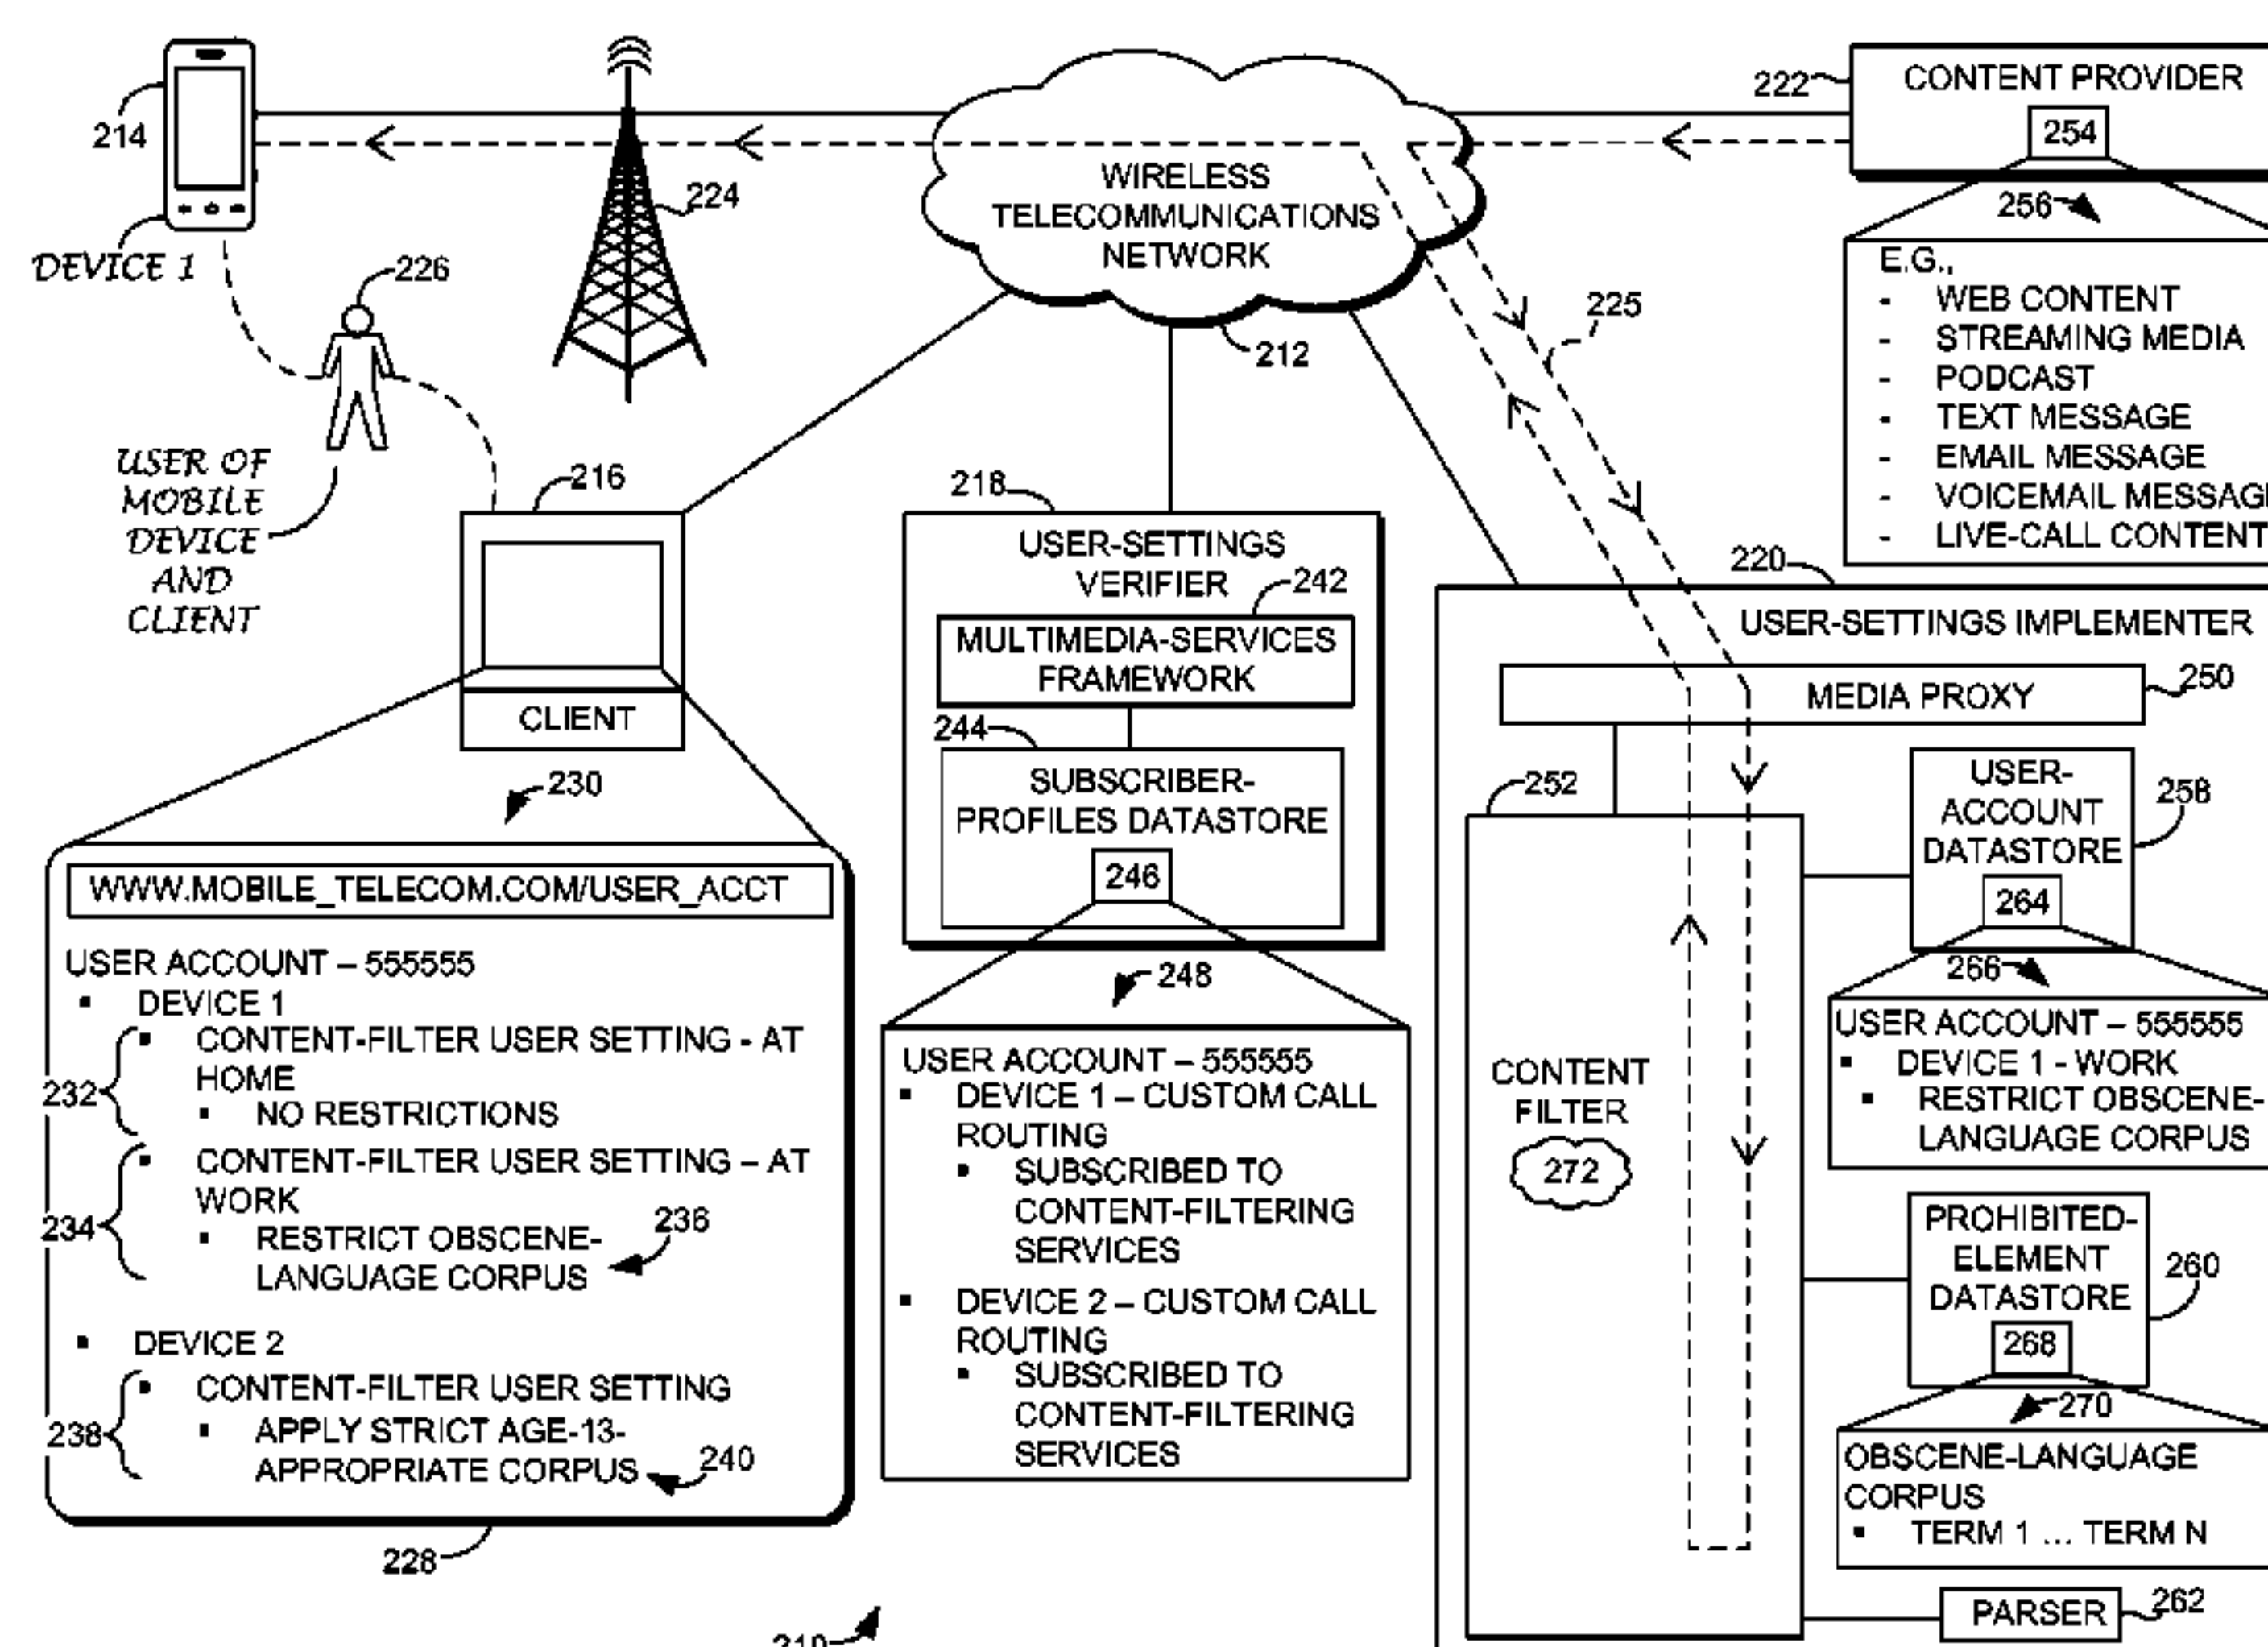 214
DEVICE 1
226
USER OF
MOBILE
DEVICE
AND
CLIENT
224
WIRELESS
TELECOMMUNICATIONS
NETWORK
212
225
222
CONTENT PROVIDER
254
256
E.G.,
- WEB CONTENT
- STREAMING MEDIA
- PODCAST
- TEXT MESSAGE
- EMAIL MESSAGE
- VOICEMAIL MESSAGE
- LIVE-CALL CONTENT
216
CLIENT
230
WWW.MOBILE_TELECOM.COM/USER_ACCT
USER ACCOUNT – 555555
▪ DEVICE 1
▪ CONTENT-FILTER USER SETTING - AT
HOME
▪ NO RESTRICTIONS
232
▪ CONTENT-FILTER USER SETTING – AT
WORK
▪ RESTRICT OBSCENE-
LANGUAGE CORPUS
234
236
▪ DEVICE 2
▪ CONTENT-FILTER USER SETTING
▪ APPLY STRICT AGE-13-
APPROPRIATE CORPUS
238
240
228
218
USER-SETTINGS
VERIFIER
242
MULTIMEDIA-SERVICES
FRAMEWORK
244
SUBSCRIBER-
PROFILES DATASTORE
246
248
USER ACCOUNT – 555555
▪ DEVICE 1 – CUSTOM CALL
ROUTING
▪ SUBSCRIBED TO
CONTENT-FILTERING
SERVICES
▪ DEVICE 2 – CUSTOM CALL
ROUTING
▪ SUBSCRIBED TO
CONTENT-FILTERING
SERVICES
220
USER-SETTINGS IMPLEMENTER
MEDIA PROXY
250
252
CONTENT
FILTER
272
USER-
ACCOUNT
DATASTORE
258
264
266
USER ACCOUNT – 555555
▪ DEVICE 1 - WORK
▪ RESTRICT OBSCENE-
LANGUAGE CORPUS
PROHIBITED-
ELEMENT
DATASTORE
260
268
270
OBSCENE-LANGUAGE
CORPUS
▪ TERM 1 ... TERM N
PARSER
262